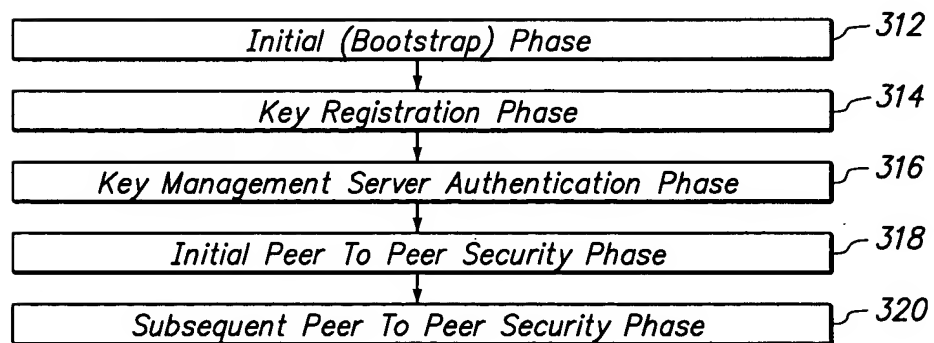 Initial (Bootstrap) Phase 312
Key Registration Phase 314
Key Management Server Authentication Phase 316
Initial Peer To Peer Security Phase 318
Subsequent Peer To Peer Security Phase 320